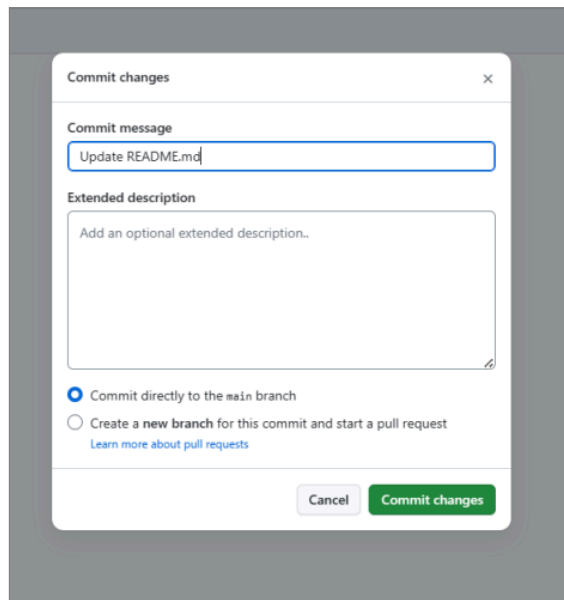 Commit changes
Commit message
Update README.md
Extended description
Add an optional extended description..
Commit directly to the main branch
Create a new branch for this commit and start a pull request
Learn more about pull requests
Cancel Commit changes